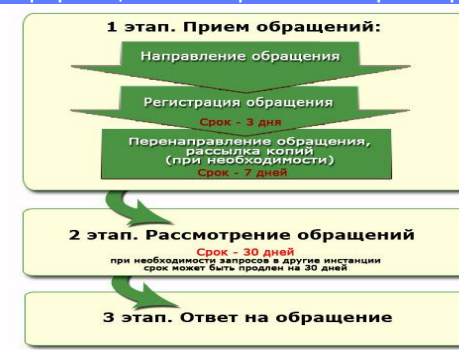 1 этап. Прием обращений:
Направление обращения
Регистрация обращения
Срок - 3 дня
Перенаправление обращения,
рассылка копий
(при необходимости)
Срок - 7 дней
2 этап. Рассмотрение обращений
Срок - 30 дней
при необходимости запросов в другие инстанции
срок может быть продлен на 30 дней
3 этап. Ответ на обращение